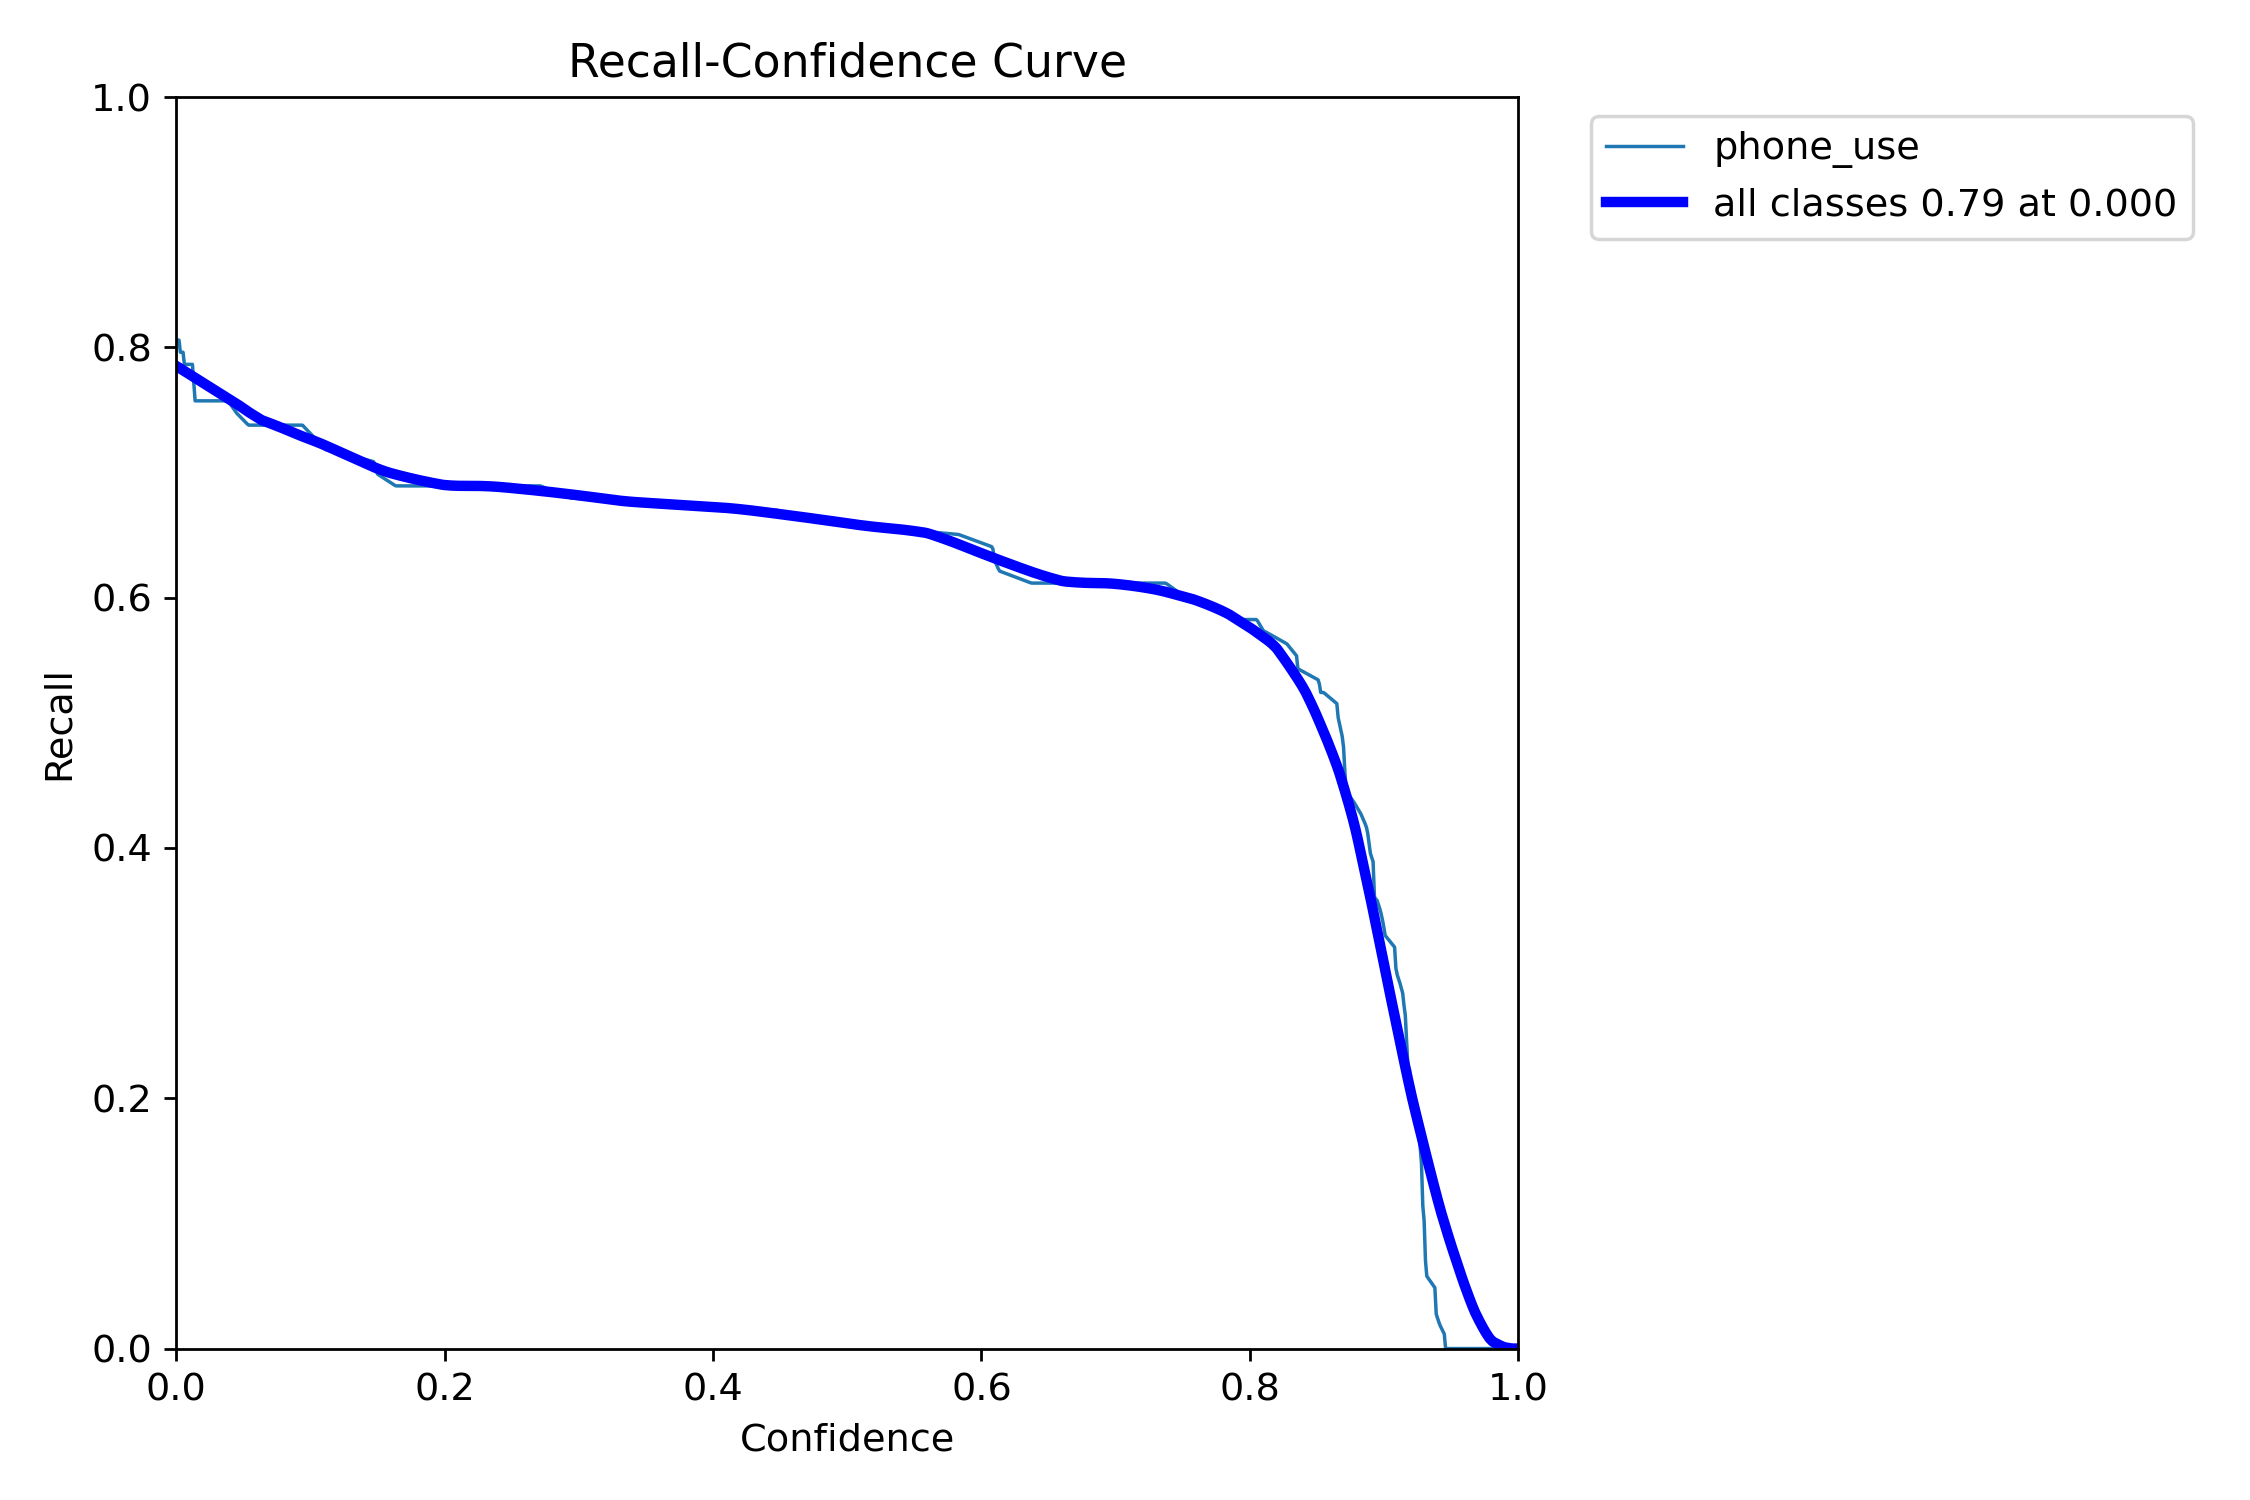 Recall-Confidence Curve
1.0
0.8
0.6
0.4
0.2
0.0
Recall
0.0 0.2 0.4 0.6 0.8 1.0
Confidence
phone_use
all classes 0.79 at 0.000